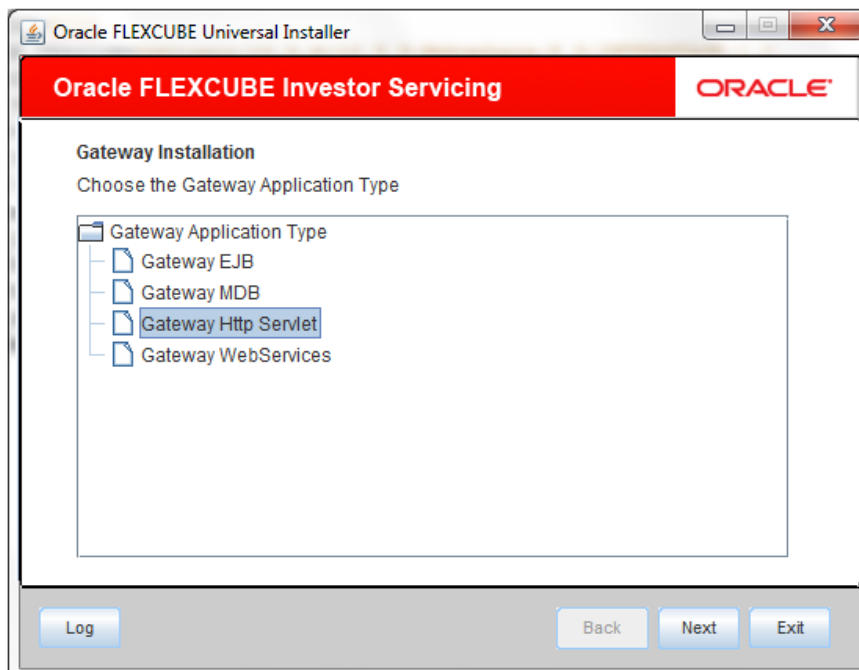 Oracle FLEXCUBE Universal Installer
Oracle FLEXCUBE Investor Servicing
ORACLE
Gateway Installation
Choose the Gateway Application Type
Gateway Application Type
Gateway EJB
Gateway MDB
Gateway Http Servlet
Gateway WebServices
Log Back Next Exit